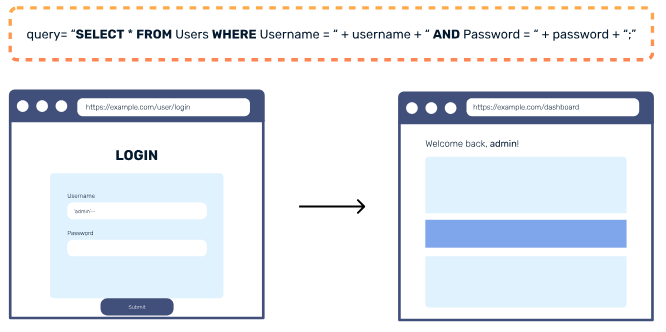 query= “SELECT * FROM Users WHERE Username = “ + username + “ AND Password = “ + password + “;”
https://example.com/user/login
LOGIN
Username
'admin'--
Password
Submit
https://example.com/dashboard
Welcome back, admin!